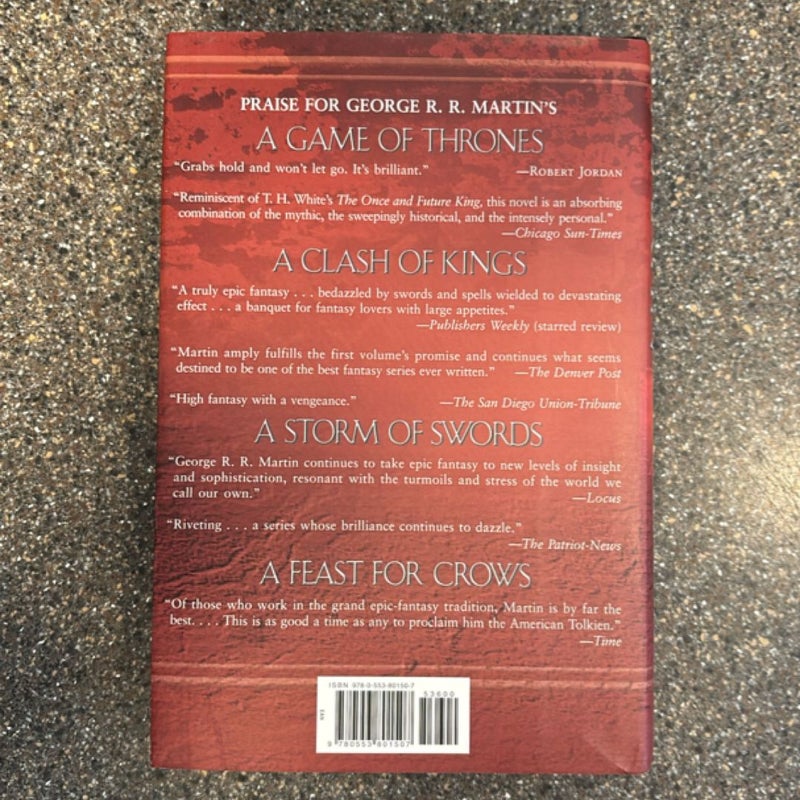 PRAISE FOR GEORGE R. R. MARTIN'S
A GAME OF THRONES
"Grabs hold and won't let go. It's brilliant." —ROBERT JORDAN
"Reminiscent of T. H. White's The Once and Future King, this novel is an absorbing
combination of the mythic, the sweepingly historical, and the intensely personal."
—Chicago Sun-Times
A CLASH OF KINGS
"A truly epic fantasy . . . bedazzled by swords and spells wielded to devastating
effect . . . a banquet for fantasy lovers with large appetites."
—Publishers Weekly (starred review)
"Martin amply fulfills the first volume's promise and continues what seems
destined to be one of the best fantasy series ever written." —The Denver Post
"High fantasy with a vengeance." —The San Diego Union-Tribune
A STORM OF SWORDS
"George R. R. Martin continues to take epic fantasy to new levels of insight
and sophistication, resonant with the turmoils and stress of the world we
call our own." —Locus
"Riveting . . . a series whose brilliance continues to dazzle."
—The Patriot-News
A FEAST FOR CROWS
"Of those who work in the grand epic-fantasy tradition, Martin is by far the
best. . . . This is as good a time as any to proclaim him the American Tolkien."
—Time
ISBN 978-0-553-80150-7
53600
EAN
9 780553 801507